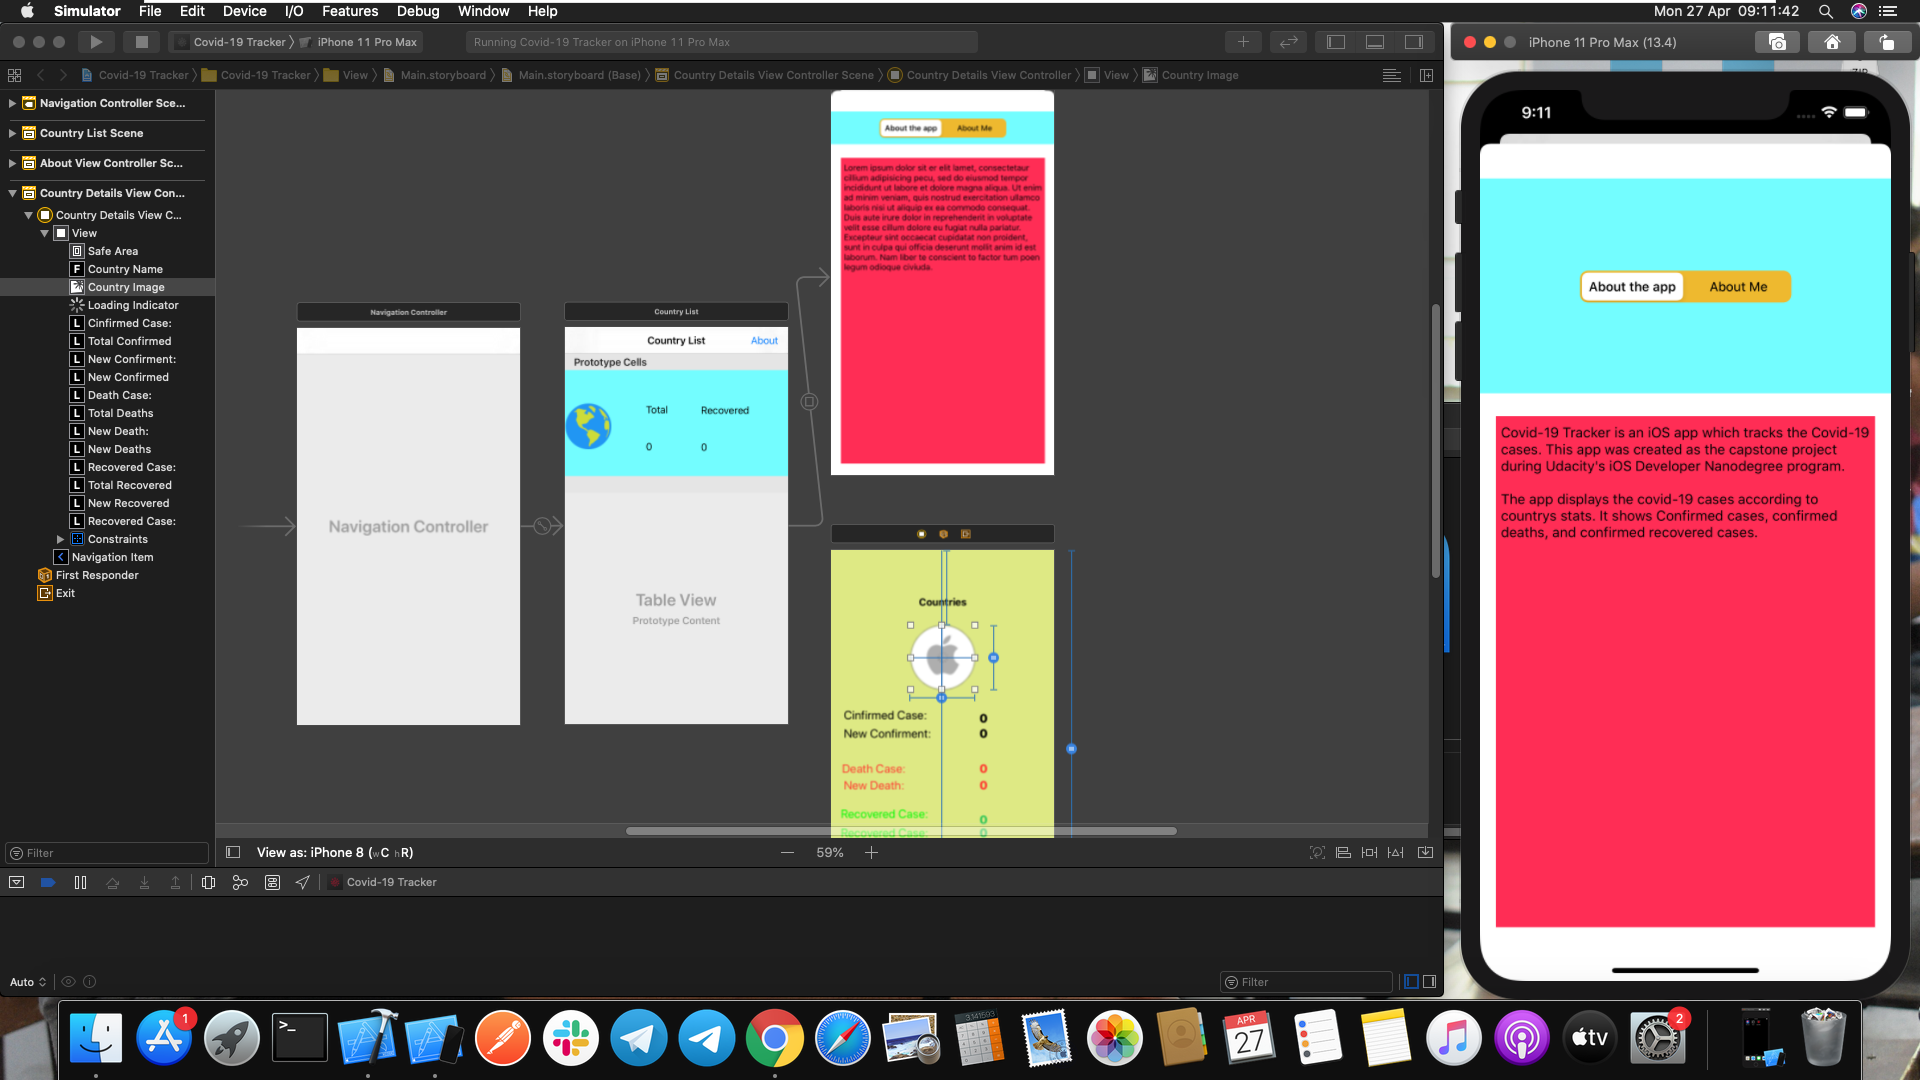 Simulator File Edit Device I/O Features Debug Window Help
Mon 27 Apr 09:11:42
Covid-19 Tracker iPhone 11 Pro Max
Running Covid-19 Tracker on iPhone 11 Pro Max
iPhone 11 Pro Max (13.4)
Covid-19 Tracker Covid-19 Tracker View Main.storyboard Main.storyboard (Base) Country Details View Controller Scene Country Details View Controller View Country Image
Navigation Controller Sce...
Country List Scene
About View Controller Sc...
Country Details View Con...
Country Details View C...
View
Safe Area
F Country Name
Country Image
Loading Indicator
L Cinfirmed Case:
L Total Confirmed
L New Confirment:
L New Confirmed
L Death Case:
L Total Deaths
L New Death:
L New Deaths
L Recovered Case:
L Total Recovered
L New Recovered
L Recovered Case:
Constraints
Navigation Item
First Responder
Exit
Filter
Navigation Controller
Navigation Controller
Country List
Country List About
Prototype Cells
Total Recovered
0 0
Table View
Prototype Content
About the app About Me
Lorem ipsum dolor sit er elit lamet, consectetaur
cillium adipisicing pecu, sed do eiusmod tempor
incididunt ut labore et dolore magna aliqua. Ut enim
ad minim veniam, quis nostrud exercitation ullamco
laboris nisi ut aliquip ex ea commodo consequat.
Duis aute irure dolor in reprehenderit in voluptate
velit esse cillum dolore eu fugiat nulla pariatur.
Excepteur sint occaecat cupidatat non proident,
sunt in culpa qui officia deserunt mollit anim id est
laborum. Nam liber te conscient to factor tum poen
legum odioque civiuda.
Countries
Cinfirmed Case: 0
New Confirment: 0
Death Case: 0
New Death: 0
Recovered Case: 0
Recovered Case: 0
View as: iPhone 8 (wC hR)
59%
Covid-19 Tracker
Auto
Filter
9:11
About the app About Me
Covid-19 Tracker is an iOS app which tracks the Covid-19
cases. This app was created as the capstone project
during Udacity's iOS Developer Nanodegree program.
The app displays the covid-19 cases according to
countrys stats. It shows Confirmed cases, confirmed
deaths, and confirmed recovered cases.
1
>_
3.141593
APR
27
tv
2